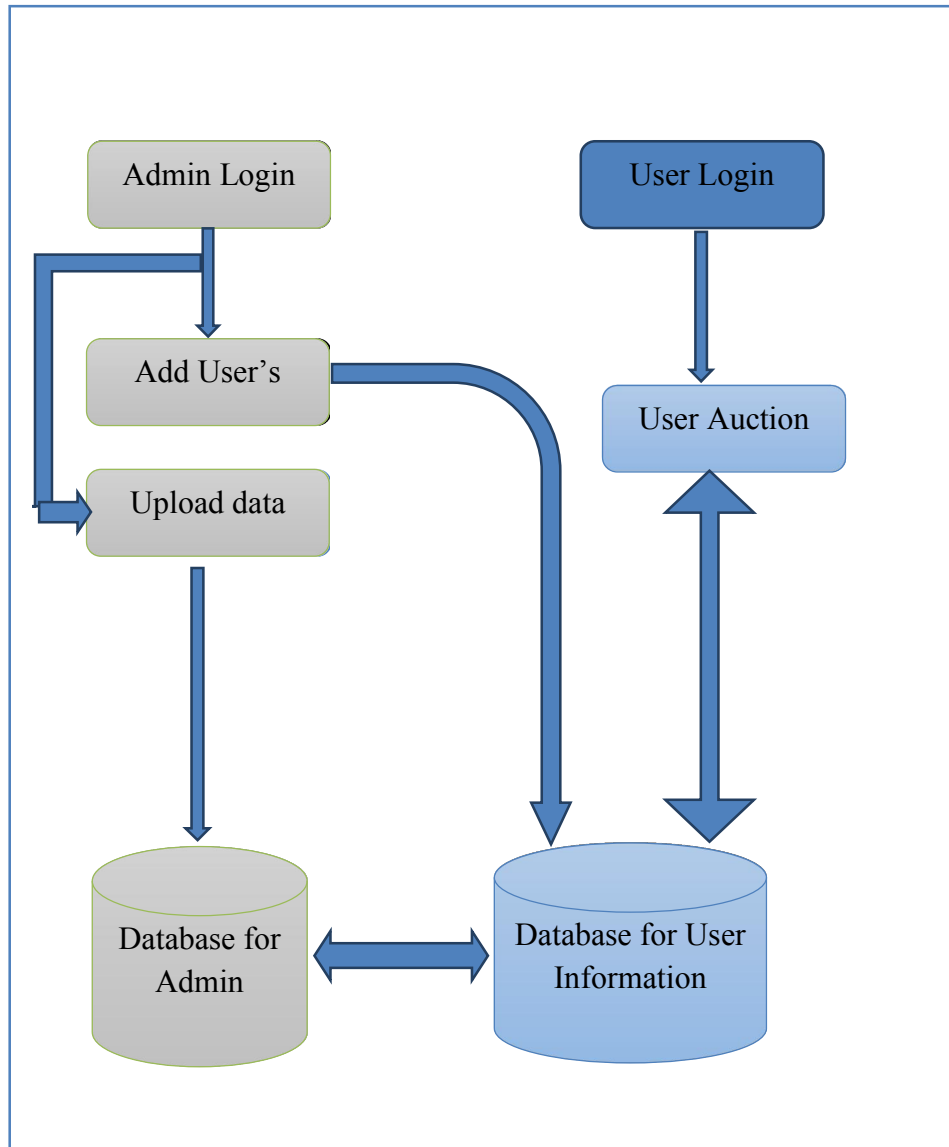 Admin Login
User Login
Add User’s
User Auction
Upload data
Database for
Admin
Database for User
Information